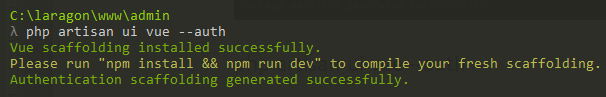 C:\laragon\www\admin
λ php artisan ui vue --auth
Vue scaffolding installed successfully.
Please run "npm install && npm run dev" to compile your fresh scaffolding.
Authentication scaffolding generated successfully.